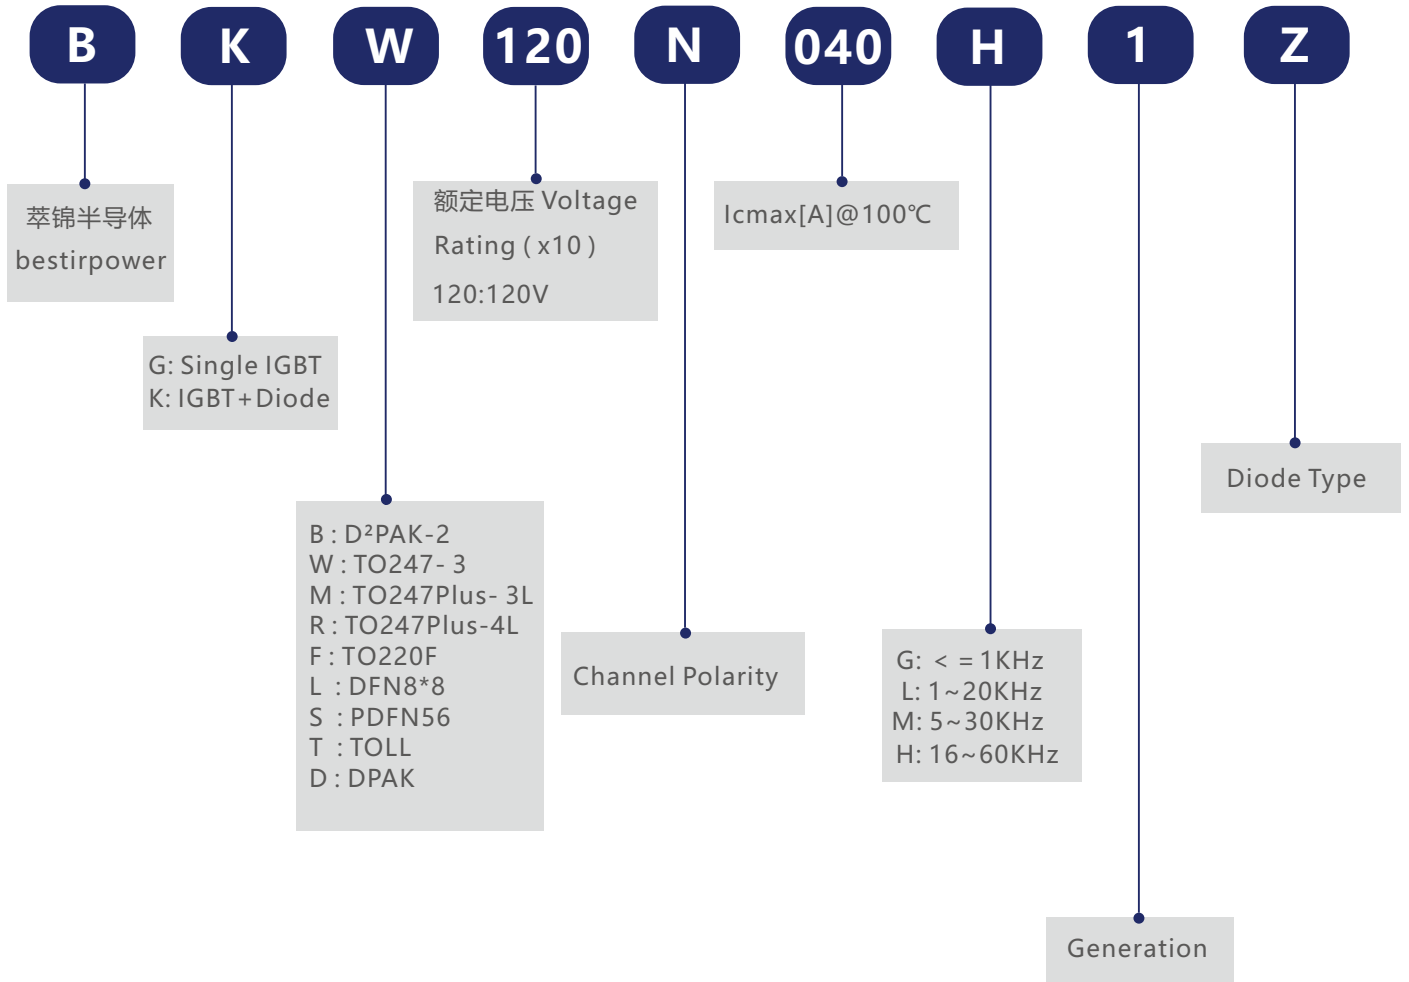 B K W 120 N 040 H 1 Z
萃锦半导体
bestirpower
额定电压 Voltage
Rating ( x10 )
120:120V
Icmax[A]@100℃
G: Single IGBT
K: IGBT+Diode
Diode Type
B : D²PAK-2
W : TO247- 3
M : TO247Plus- 3L
R : TO247Plus-4L
F : TO220F
L : DFN8*8
S : PDFN56
T : TOLL
D : DPAK
Channel Polarity
G: < = 1KHz
L: 1~20KHz
M: 5~30KHz
H: 16~60KHz
Generation